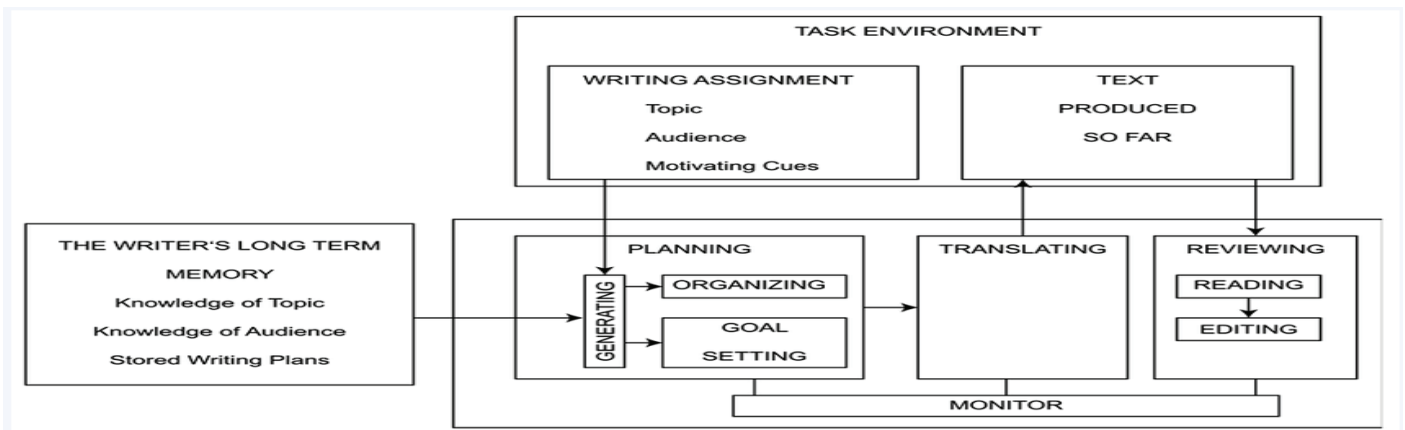 TASK ENVIRONMENT
WRITING ASSIGNMENT
Topic
Audience
Motivating Cues
TEXT
PRODUCED
SO FAR
THE WRITER'S LONG TERM
MEMORY
Knowledge of Topic
Knowledge of Audience
Stored Writing Plans
PLANNING
GENERATING
ORGANIZING
GOAL
SETTING
TRANSLATING
REVIEWING
READING
EDITING
MONITOR